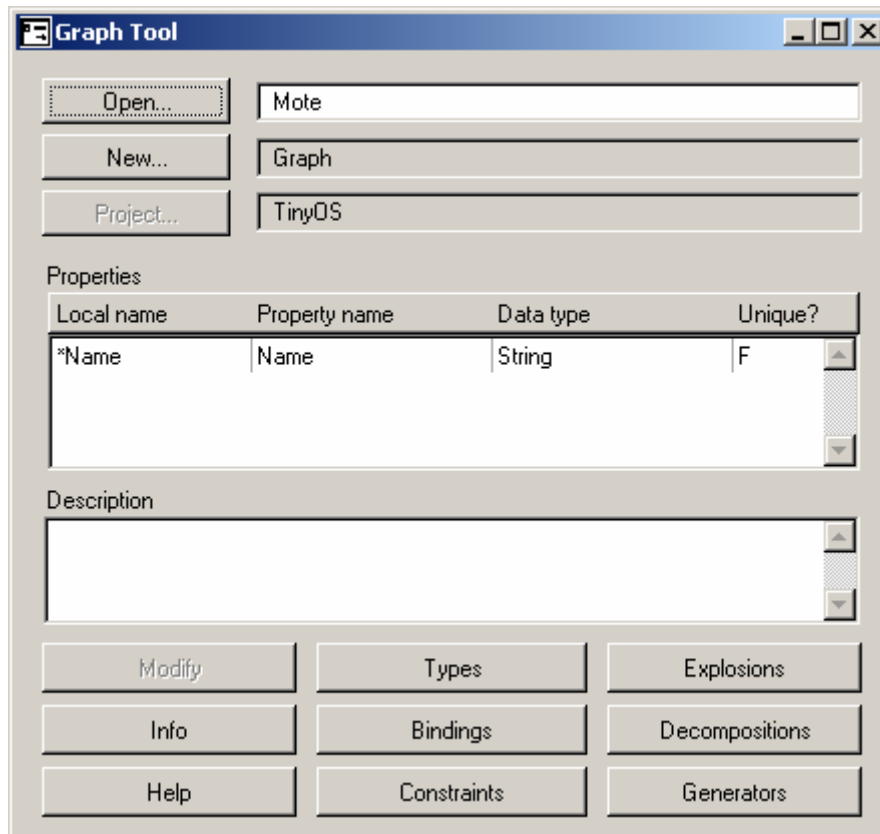 Graph Tool
Open... Mote
New... Graph
Project... TinyOS
Properties
Local name Property name Data type Unique?
*Name Name String F
Description
Modify Types Explosions
Info Bindings Decompositions
Help Constraints Generators